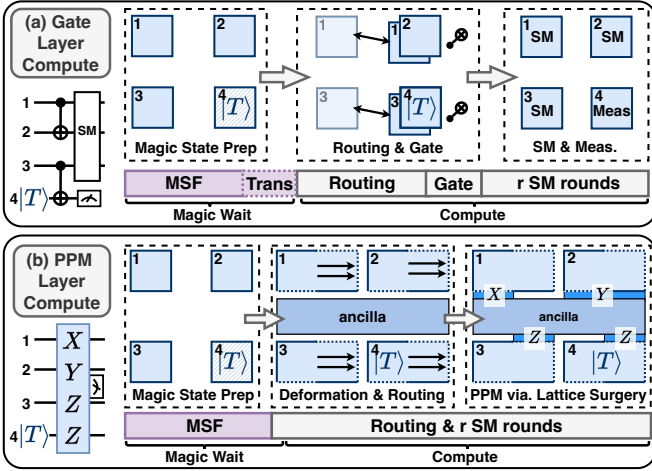 (a) Gate
Layer
Compute
1
2
3
4 |T⟩
SM
1
2
3
4
|T⟩
Magic State Prep
1
1 2
3
3 4
|T⟩
Routing & Gate
1
SM
2
SM
3
SM
4
Meas
SM & Meas.
MSF
Trans
Routing
Gate
r SM rounds
Magic Wait
Compute
(b) PPM
Layer
Compute
1
X
2
Y
3
Z
4 |T⟩
Z
1
2
3
4
|T⟩
Magic State Prep
1
2
ancilla
3
4
|T⟩
Deformation & Routing
1
2
X
Y
ancilla
Z
Z
3
4
|T⟩
PPM via. Lattice Surgery
MSF
Routing & r SM rounds
Magic Wait
Compute